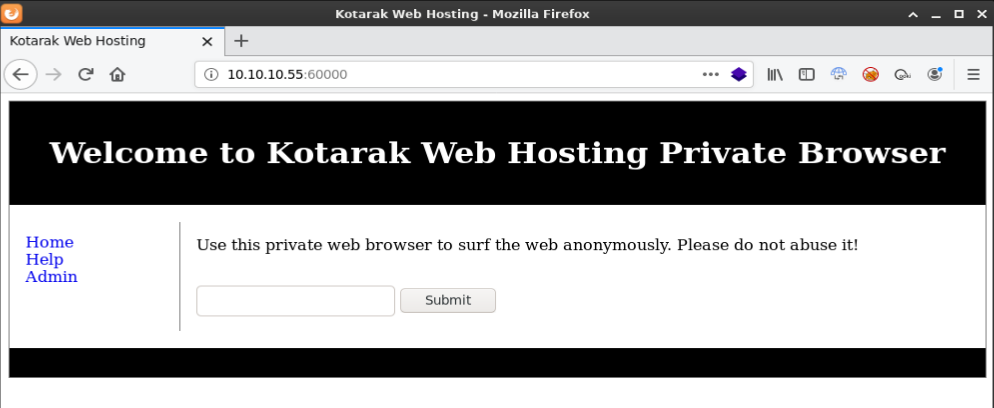 Kotarak Web Hosting - Mozilla Firefox
Kotarak Web Hosting
10.10.10.55:60000
Welcome to Kotarak Web Hosting Private Browser
Home
Help
Admin
Use this private web browser to surf the web anonymously. Please do not abuse it!
Submit